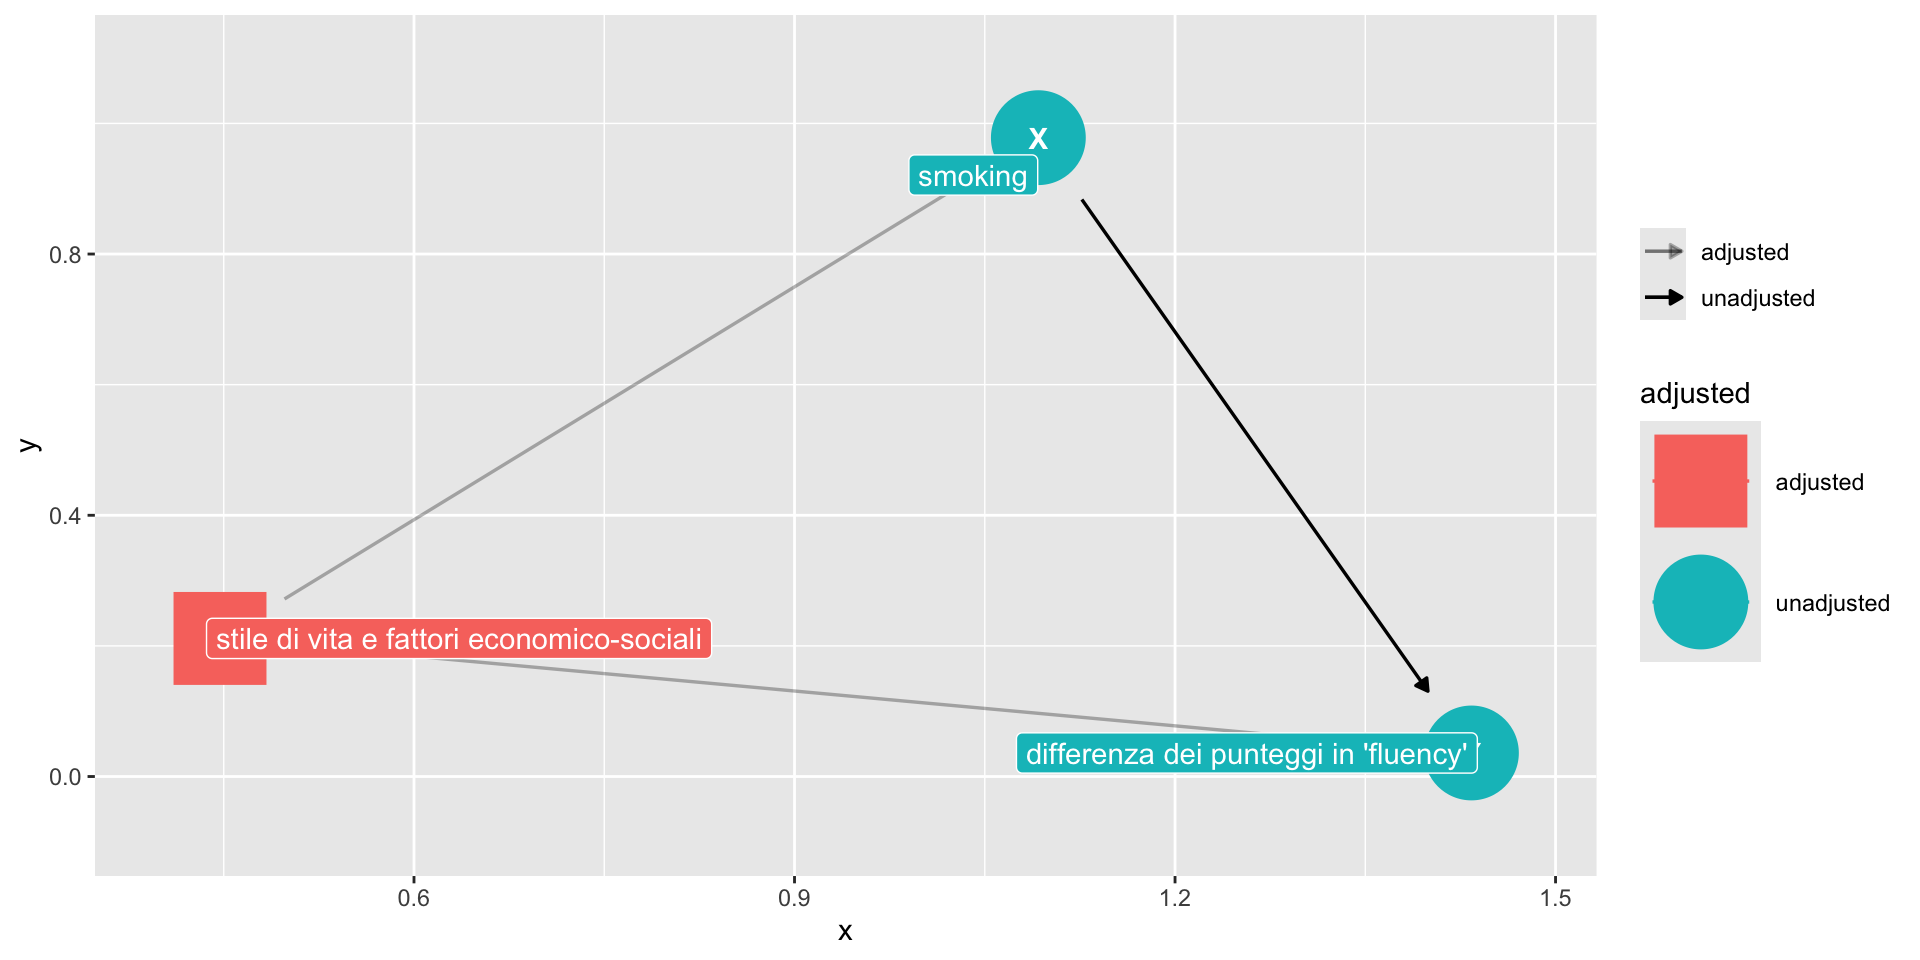 X
smoking
stile di vita e fattori economico-sociali
differenza dei punteggi in 'fluency'
0.8
0.4
0.0
y
0.6
0.9
1.2
1.5
x
adjusted
unadjusted
adjusted
adjusted
unadjusted